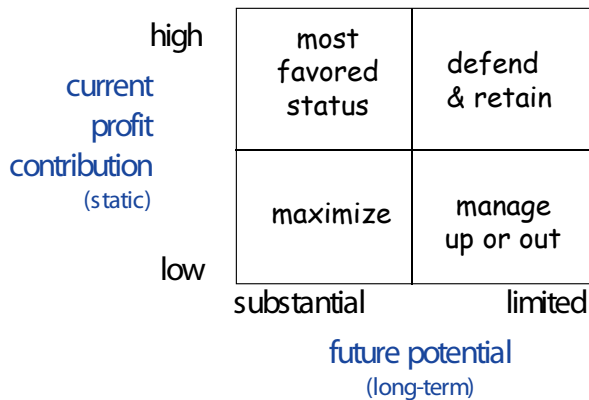 high
current
profit
contribution
(static)
low
most
favored
status
defend
& retain
maximize
manage
up or out
substantial
limited
future potential
(long-term)